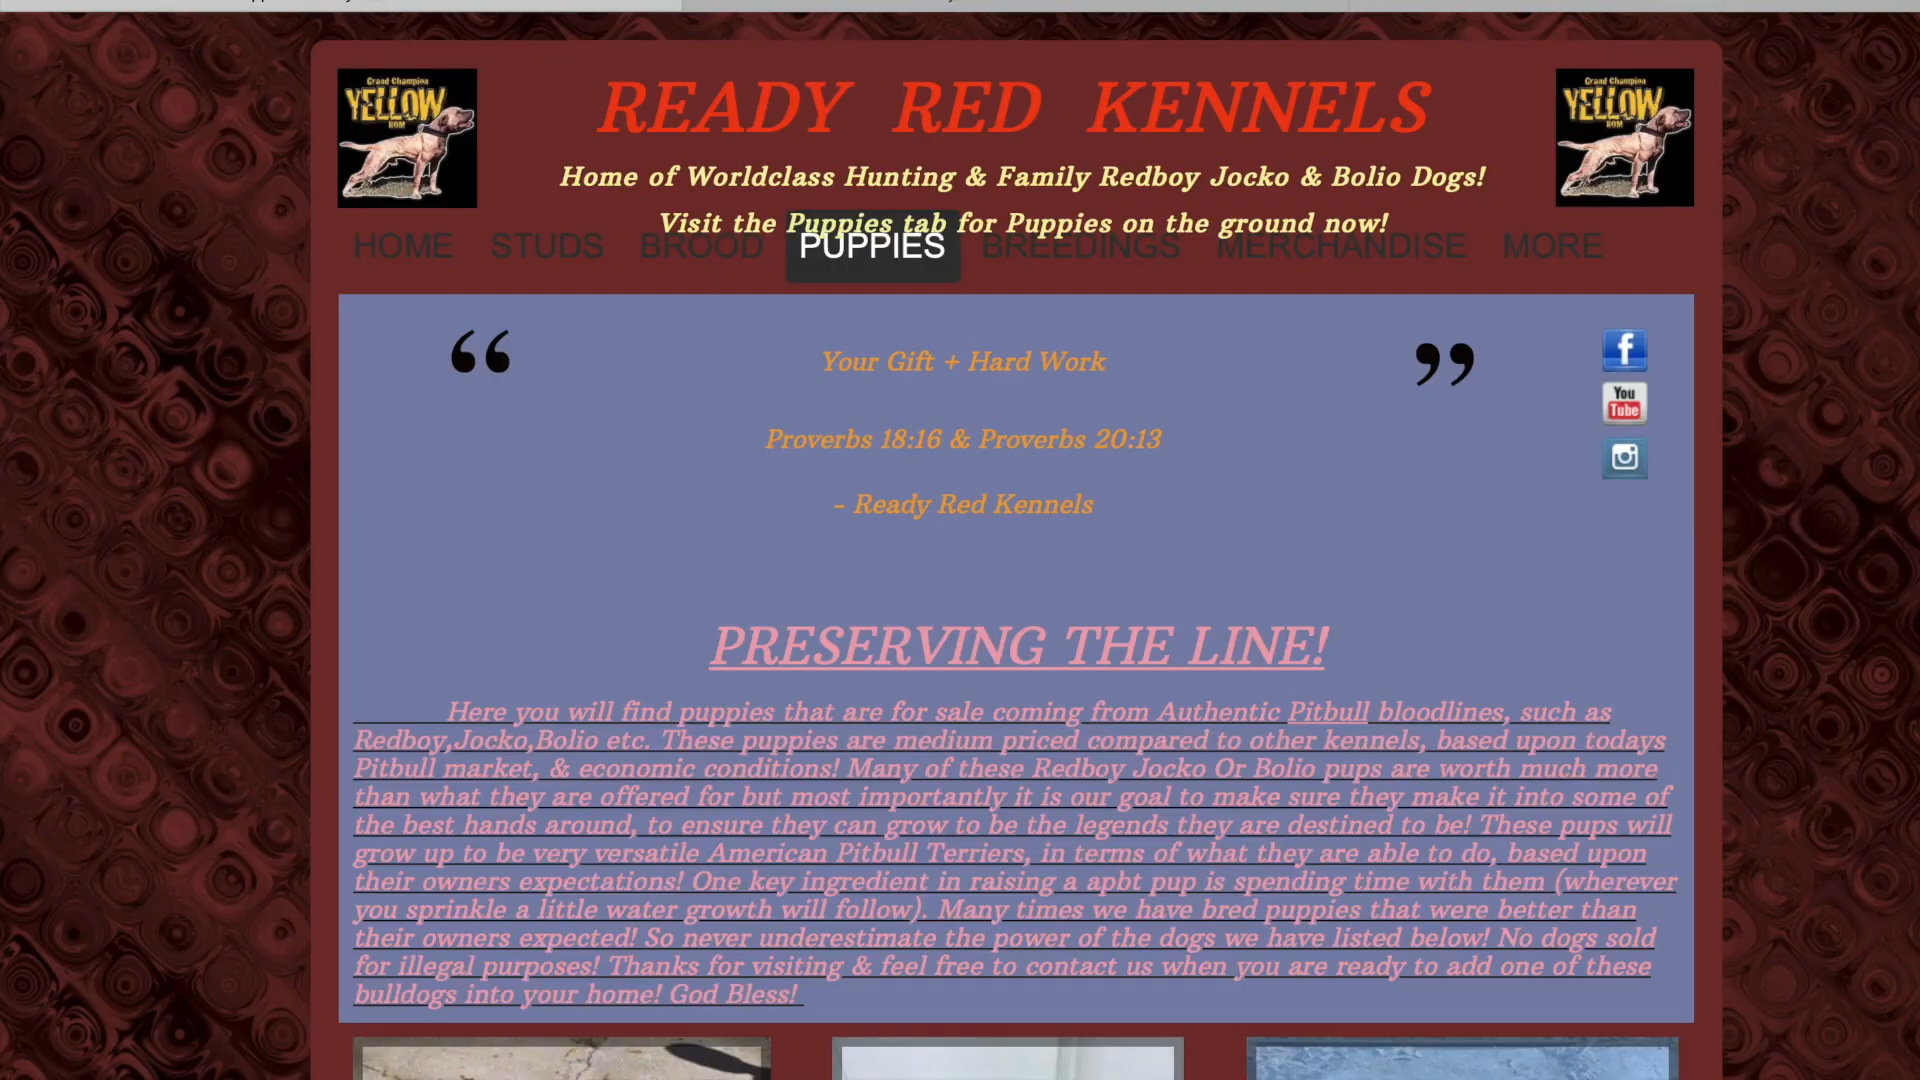 Grand Champion
YELLOW
ROM
READY RED KENNELS
Grand Champion
YELLOW
ROM
Home of Worldclass Hunting & Family Redboy Jocko & Bolio Dogs!
Visit the Puppies tab for Puppies on the ground now!
HOME STUDS BROOD PUPPIES BREEDINGS MERCHANDISE MORE
“ Your Gift + Hard Work ”
Proverbs 18:16 & Proverbs 20:13
- Ready Red Kennels
f
You
Tube
PRESERVING THE LINE!
Here you will find puppies that are for sale coming from Authentic Pitbull bloodlines, such as
Redboy,Jocko,Bolio etc. These puppies are medium priced compared to other kennels, based upon todays
Pitbull market, & economic conditions! Many of these Redboy Jocko Or Bolio pups are worth much more
than what they are offered for but most importantly it is our goal to make sure they make it into some of
the best hands around, to ensure they can grow to be the legends they are destined to be! These pups will
grow up to be very versatile American Pitbull Terriers, in terms of what they are able to do, based upon
their owners expectations! One key ingredient in raising a apbt pup is spending time with them (wherever
you sprinkle a little water growth will follow). Many times we have bred puppies that were better than
their owners expected! So never underestimate the power of the dogs we have listed below! No dogs sold
for illegal purposes! Thanks for visiting & feel free to contact us when you are ready to add one of these
bulldogs into your home! God Bless!